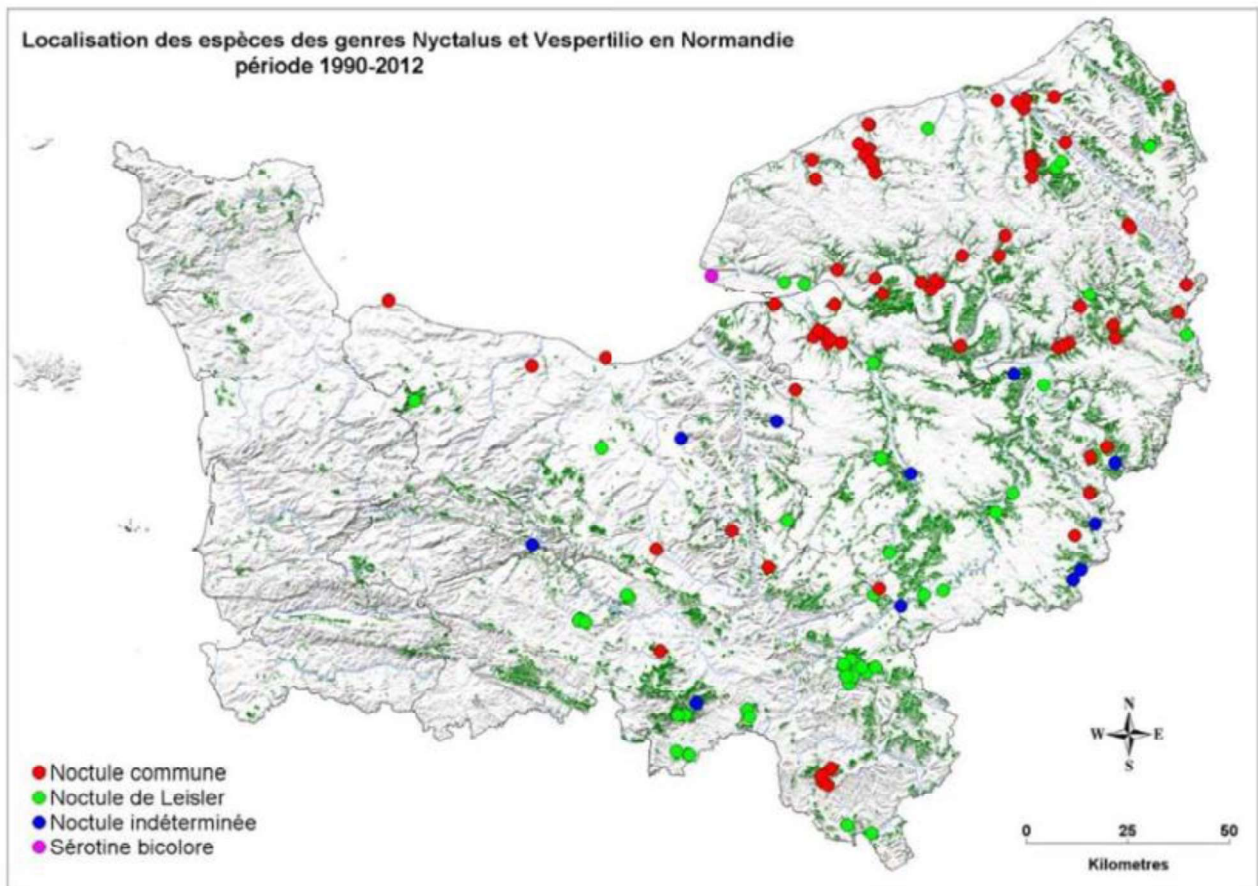 Localisation des espèces des genres Nyctalus et Vespertilio en Normandie
période 1990-2012
N
W E
S
Noctule commune
Noctule de Leisler
Noctule indéterminée
Sérotine bicolore
0 25 50
Kilometres